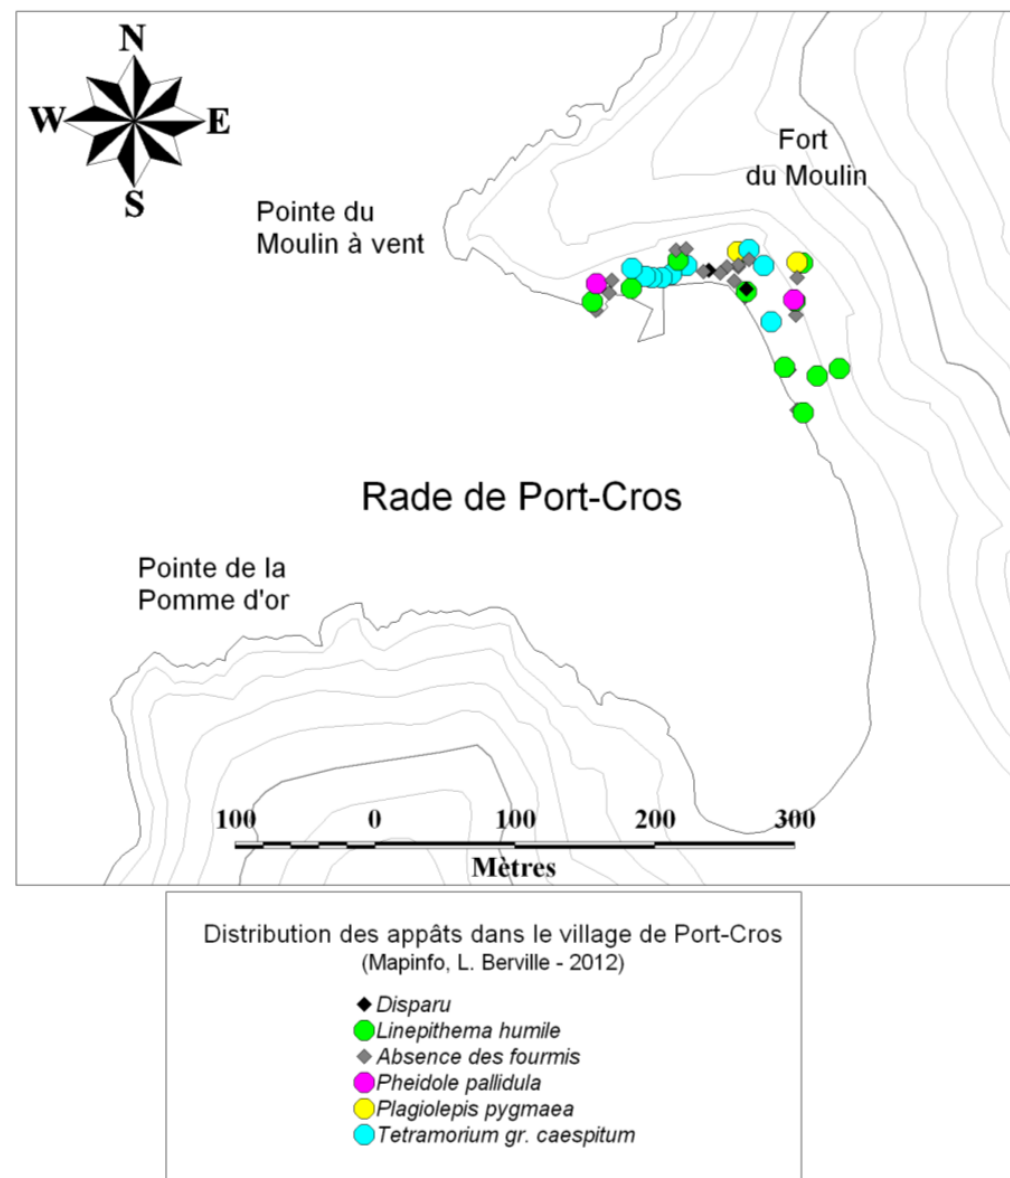 N
W E
S
Fort
du Moulin
Pointe du
Moulin à vent
Rade de Port-Cros
Pointe de la
Pomme d'or
100 0 100 200 300
Mètres
Distribution des appâts dans le village de Port-Cros
(Mapinfo, L. Berville - 2012)
Disparu
Linepithema humile
Absence des fourmis
Pheidole pallidula
Plagiolepis pygmaea
Tetramorium gr. caespitum